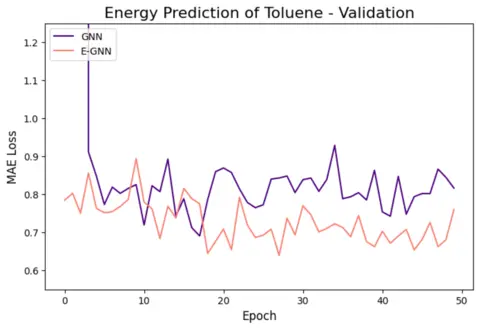 Energy Prediction of Toluene - Validation
GNN
E-GNN
1.2
1.1
1.0
0.9
0.8
0.7
0.6
MAE Loss
0
10
20
30
40
50
Epoch